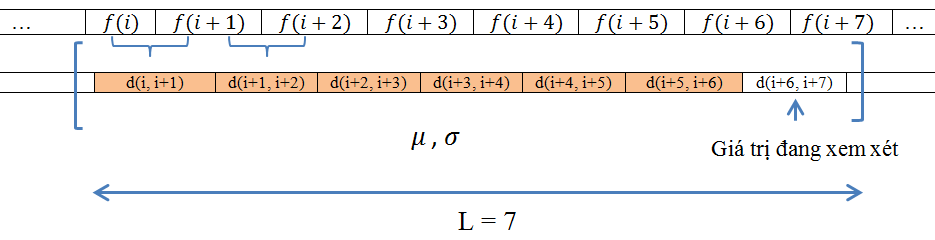 ... f(i) f(i + 1) f(i + 2) f(i + 3) f(i + 4) f(i + 5) f(i + 6) f(i + 7) ...
d(i, i+1) d(i+1, i+2) d(i+2, i+3) d(i+3, i+4) d(i+4, i+5) d(i+5, i+6) d(i+6, i+7)
μ , σ
Giá trị đang xem xét
L = 7